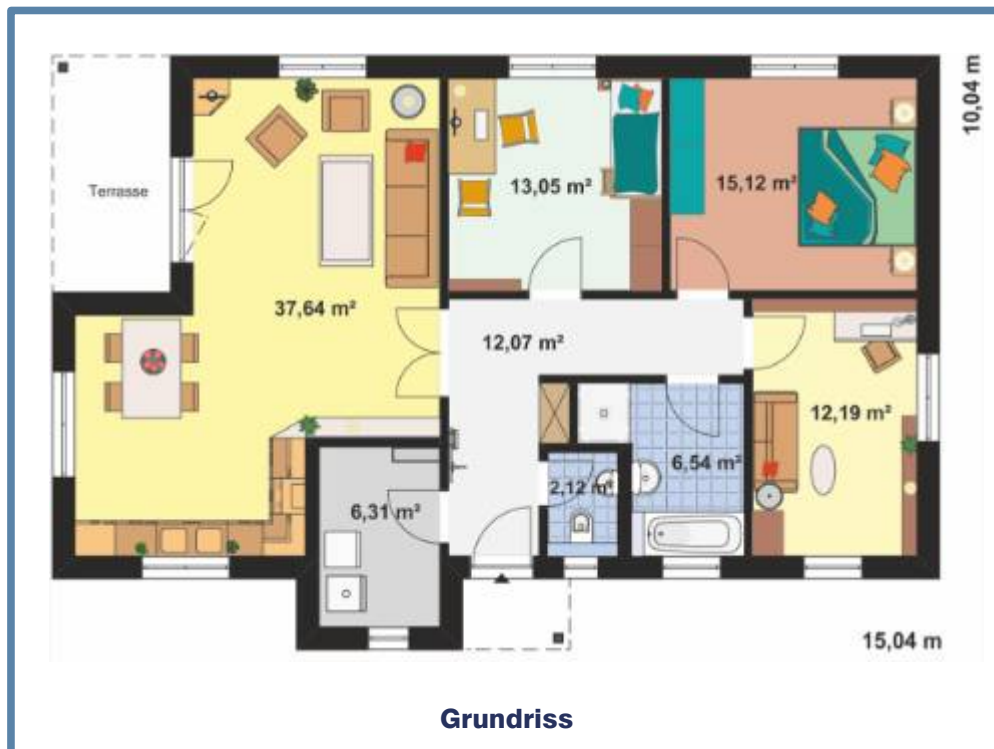 10,04 m
Terrasse
13,05 m²
15,12 m²
37,64 m²
12,07 m²
12,19 m²
6,54 m²
2,12 m²
6,31 m²
15,04 m
Grundriss